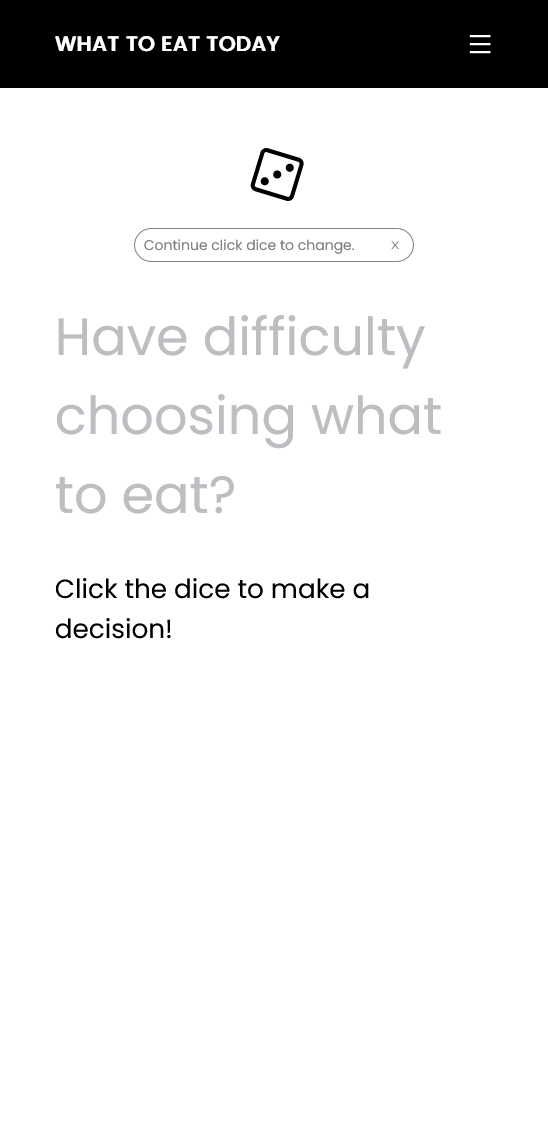 WHAT TO EAT TODAY
Continue click dice to change. X
Have difficulty
choosing what
to eat?
Click the dice to make a
decision!